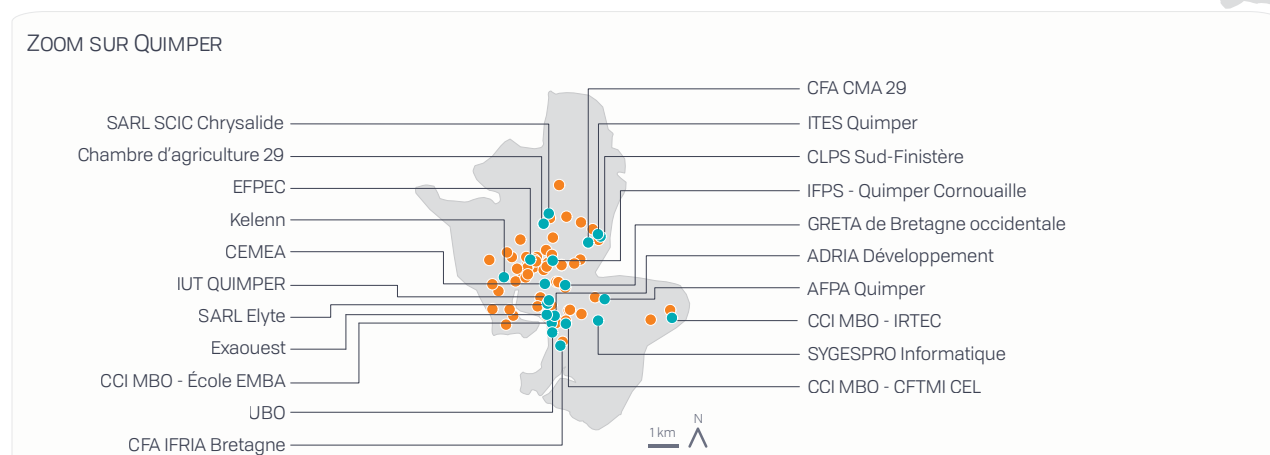 ZOOM SUR QUIMPER
SARL SCIC Chrysalide
Chambre d'agriculture 29
EFPEC
Kelenn
CEMEA
IUT QUIMPER
SARL Elyte
Exaouest
CCI MBO - École EMBA
UBO
CFA IFRIA Bretagne
CFA CMA 29
ITES Quimper
CLPS Sud-Finistère
IFPS - Quimper Cornouaille
GRETA de Bretagne occidentale
ADRIA Développement
AFPA Quimper
CCI MBO - IRTEC
SYGESPRO Informatique
CCI MBO - CFTMI CEL
1 km
N